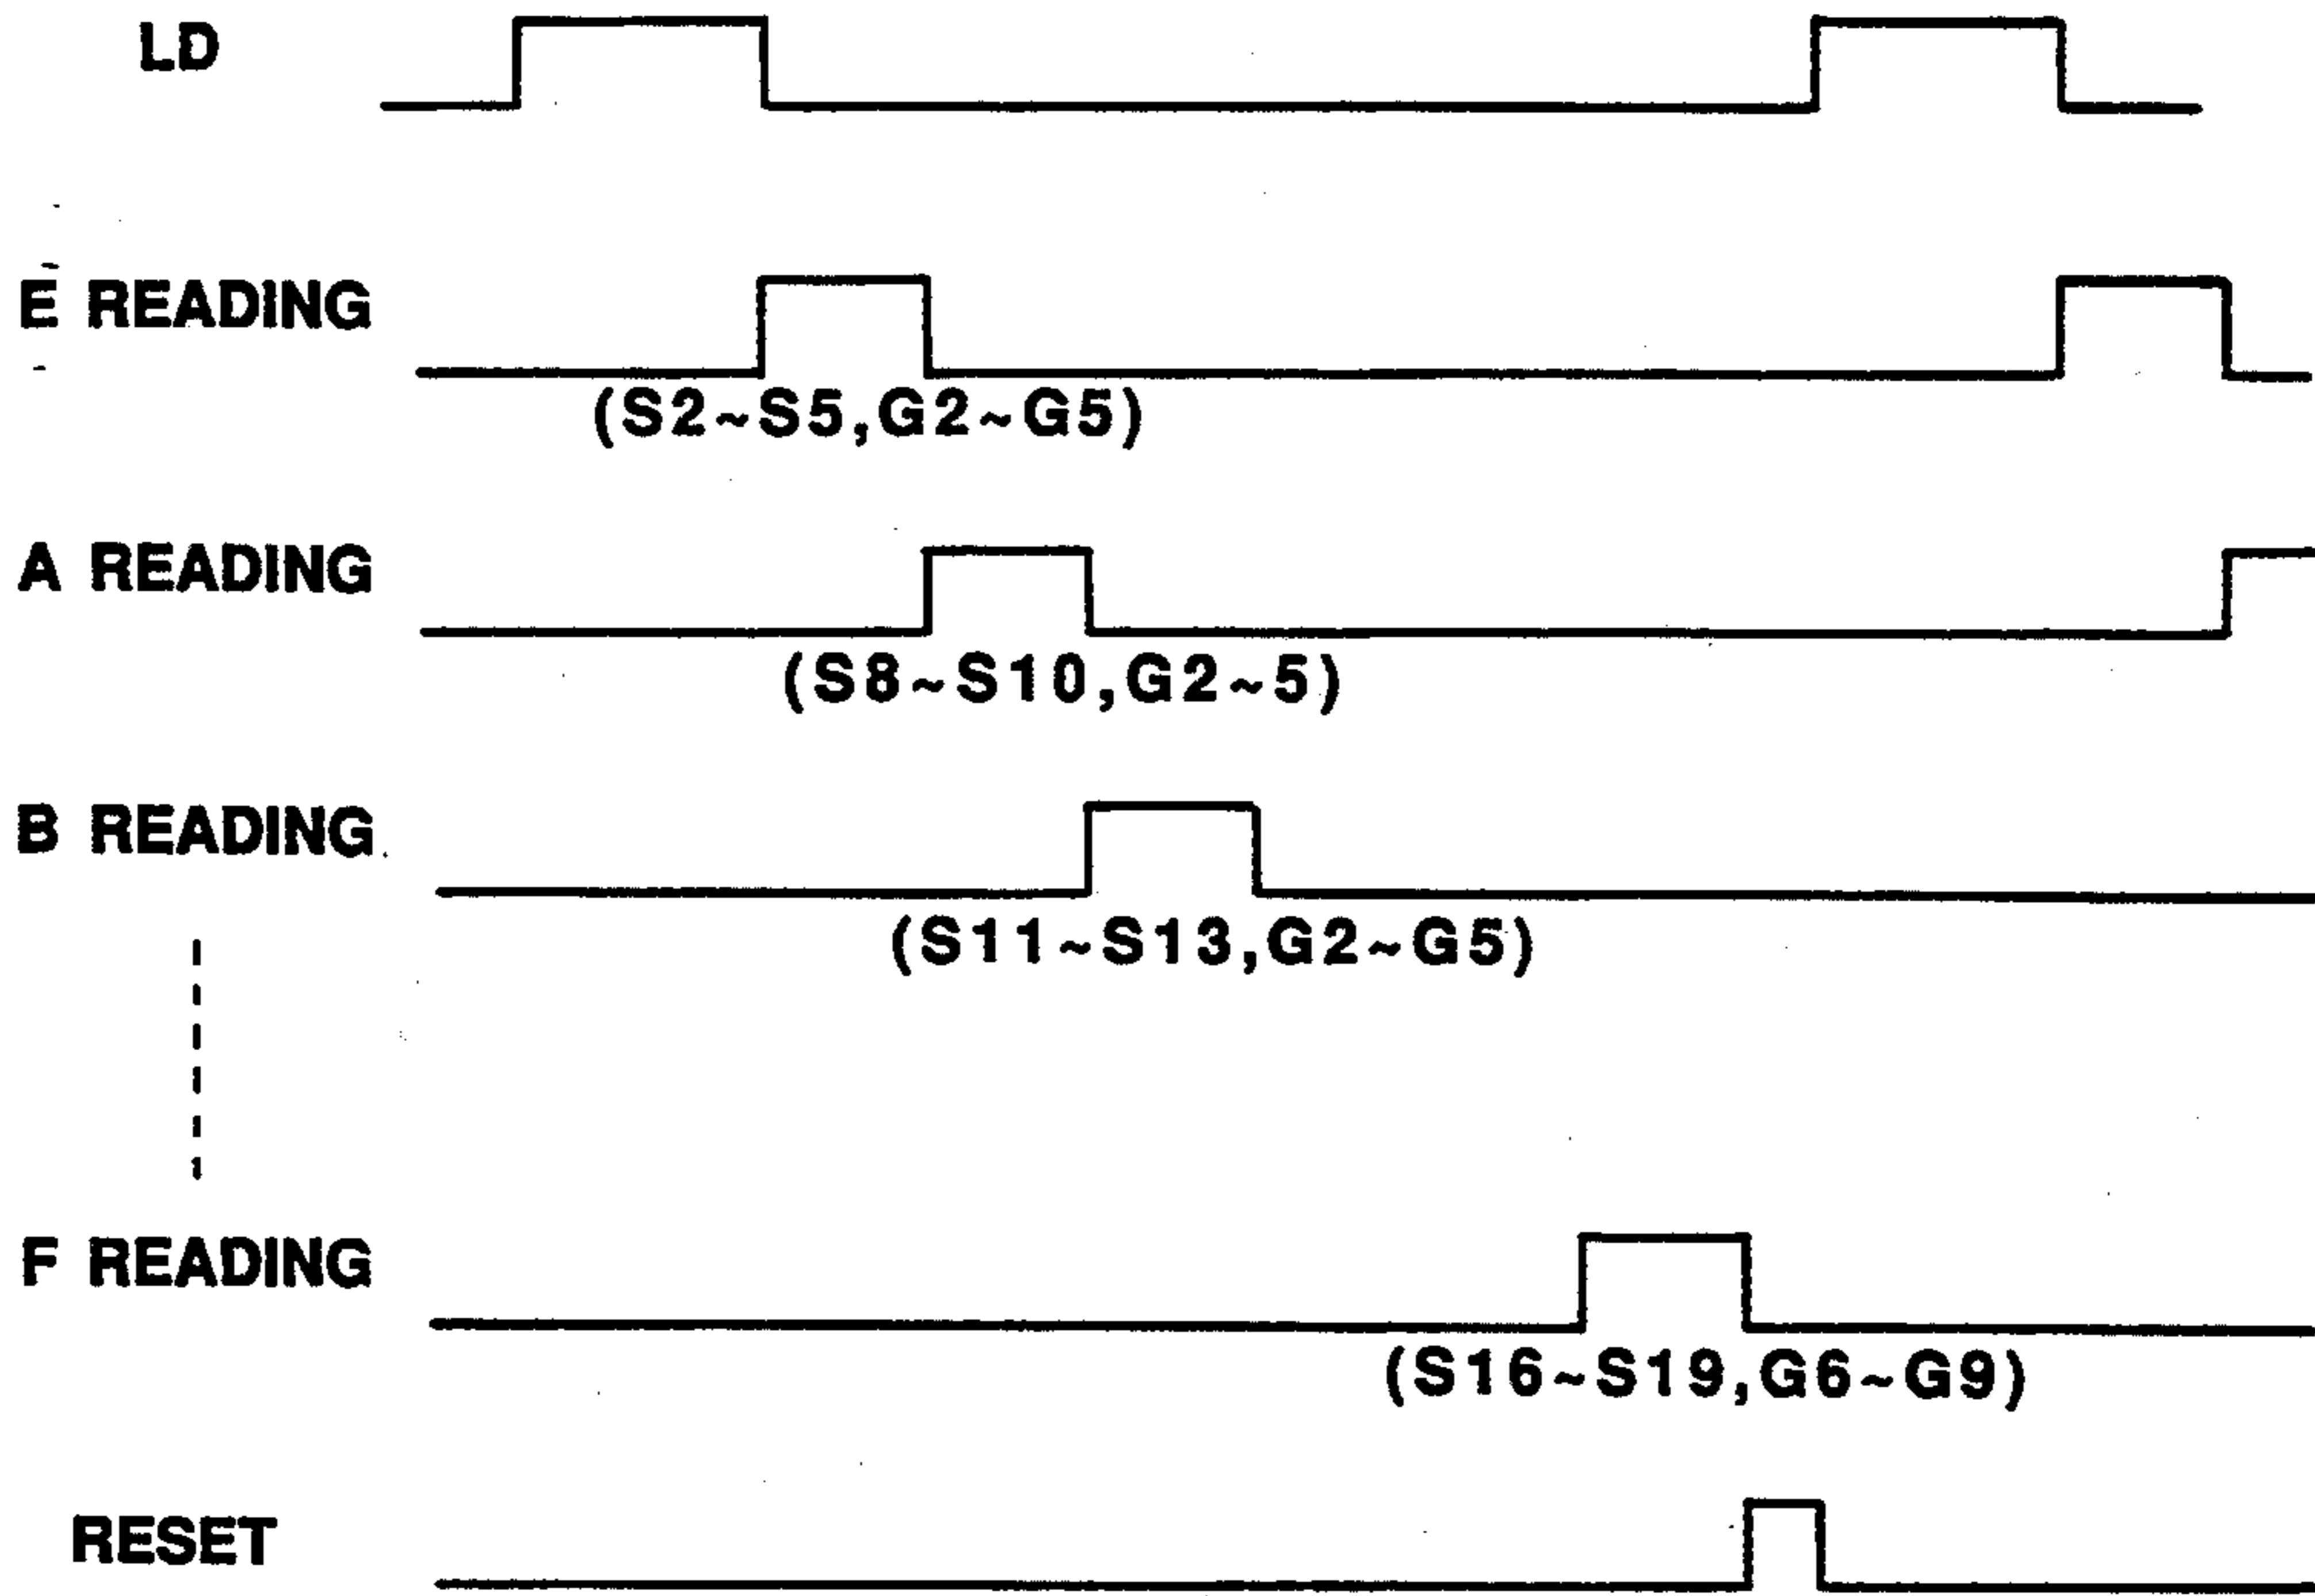 LD
E READING
(S2~S5,G2~G5)
A READING
(S8~S10,G2~5)
B READING
(S11~S13,G2~G5)
F READING
(S16~S19,G6~G9)
RESET